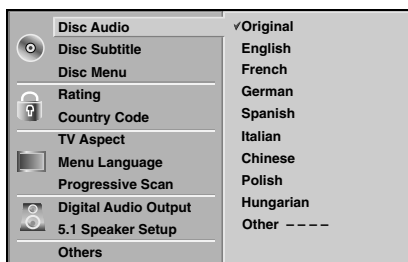 Disc Audio
Disc Subtitle
Disc Menu
Rating
Country Code
TV Aspect
Menu Language
Progressive Scan
Digital Audio Output
5.1 Speaker Setup
Others
✓Original
English
French
German
Spanish
Italian
Chinese
Polish
Hungarian
Other – – – –